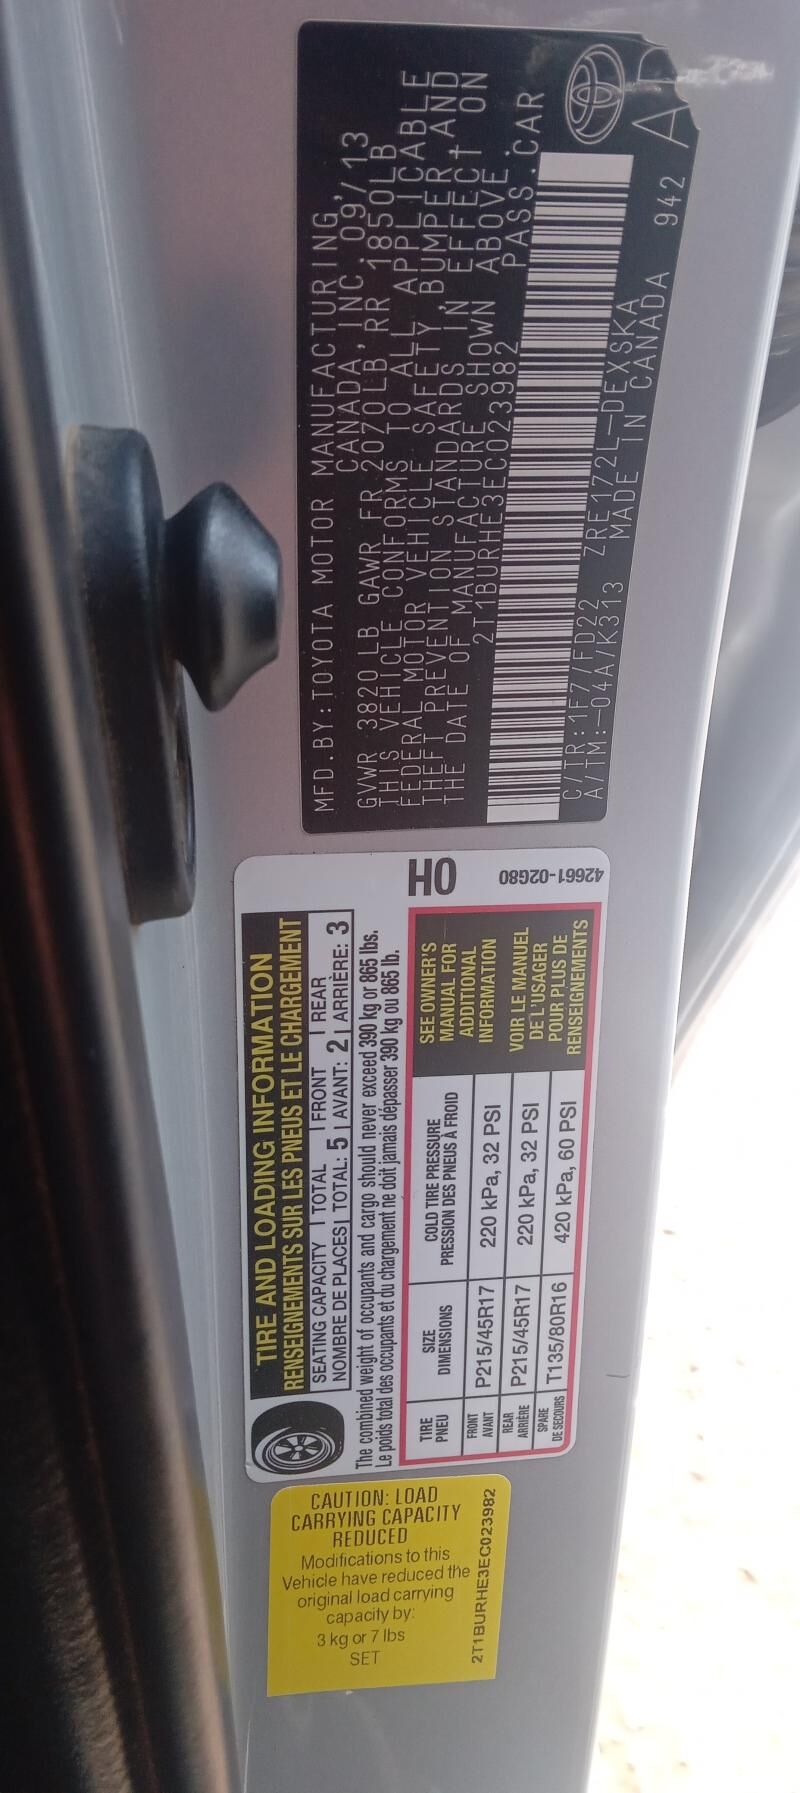 MFD.BY:TOYOTA MOTOR MANUFACTURING
CANADA, INC. 09/13
GVWR 3820LB GAWR FR 2070LB RR 1850LB
THIS VEHICLE CONFORMS TO ALL APPLICABLE
FEDERAL MOTOR VEHICLE SAFETY, BUMPER AND
THEFT PREVENTION STANDARDS IN EFFECT ON
THE DATE OF MANUFACTURE SHOWN ABOVE.
2T1BURHE3EC023982 PASS.CAR
C/TR:1F7/FD22 ZRE172L-DEXSKA
A/TM:-04A/K313 MADE IN CANADA 942 A
TIRE AND LOADING INFORMATION
RENSEIGNEMENTS SUR LES PNEUS ET LE CHARGEMENT
0H
42661-02G80
SEATING CAPACITY | TOTAL | FRONT | REAR
NOMBRE DE PLACES | TOTAL: 5 | AVANT: 2 | ARRIÈRE: 3
The combined weight of occupants and cargo should never exceed 390 kg or 865 lbs.
Le poids total des occupants et du chargement ne doit jamais dépasser 390 kg ou 865 lb.
TIRE SIZE COLD TIRE PRESSURE
PNEU DIMENSIONS PRESSION DES PNEUS À FROID
FRONT
AVANT P215/45R17 220 kPa, 32 PSI
REAR
ARRIÈRE P215/45R17 220 kPa, 32 PSI
SPARE
DE SECOURS T135/80R16 420 kPa, 60 PSI
SEE OWNER'S
MANUAL FOR
ADDITIONAL
INFORMATION
VOIR LE MANUEL
DE L'USAGER
POUR PLUS DE
RENSEIGNEMENTS
CAUTION: LOAD
CARRYING CAPACITY
REDUCED
Modifications to this
Vehicle have reduced the
original load carrying
capacity by:
3 kg or 7 lbs
SET
2T1BURHE3EC023982